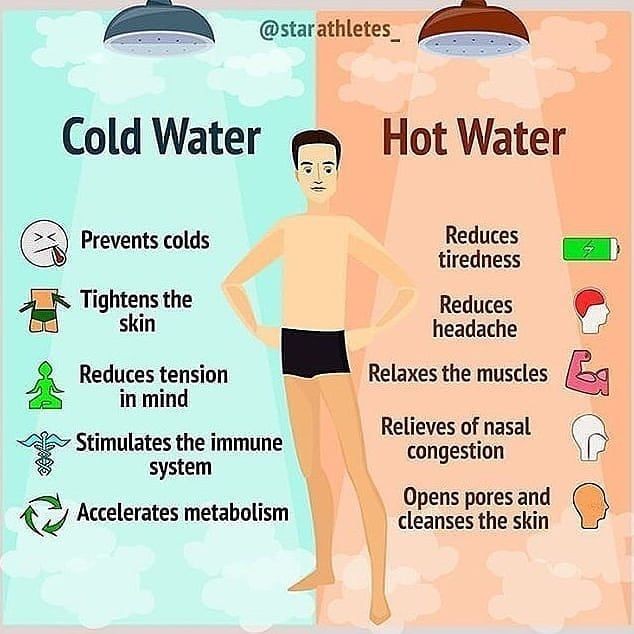 @starathletes_
Cold Water
Prevents colds
Tightens the
skin
Reduces tension
in mind
Stimulates the immune
system
Accelerates metabolism
Hot Water
Reduces
tiredness
Reduces
headache
Relaxes the muscles
Relieves of nasal
congestion
Opens pores and
cleanses the skin